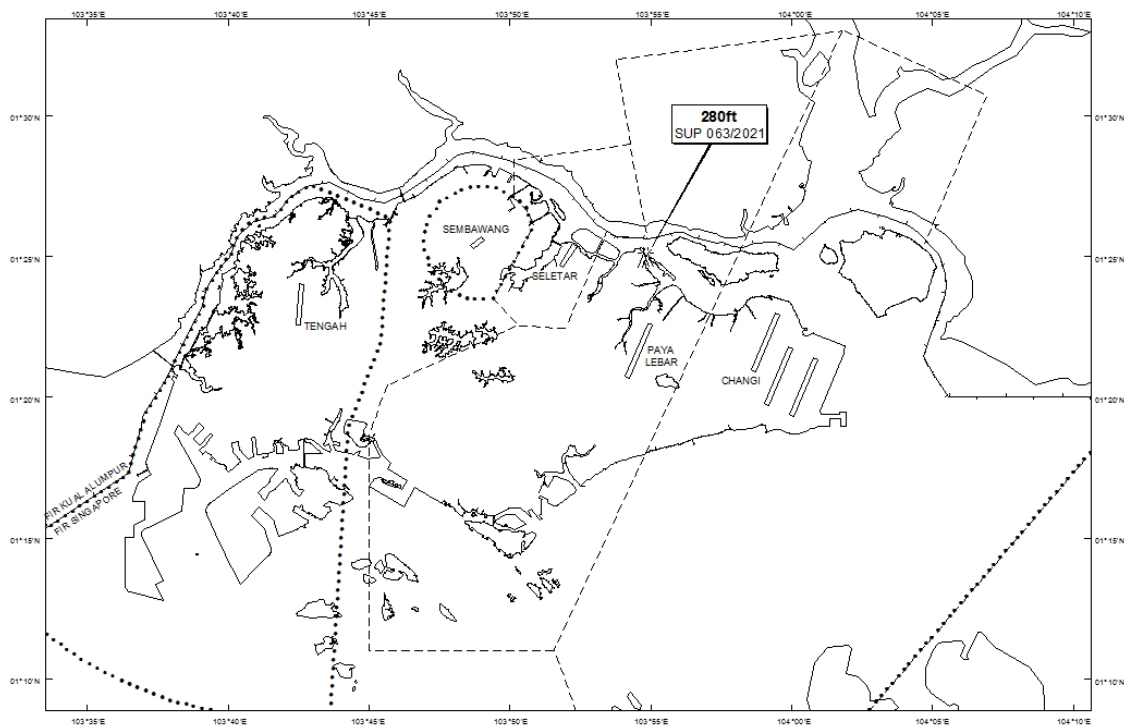 103°35'E 103°40'E 103°45'E 103°50'E 103°55'E 104°00'E 104°05'E 104°10'E
01°30'N 01°30'N
280ft
SUP 063/2021
SEMBAWANG
01°25'N 01°25'N
SELETAR
TENGAH
PAYA
LEBAR
CHANGI
01°20'N 01°20'N
FIR KUALA LUMPUR
FIR SINGAPORE
01°15'N 01°15'N
01°10'N 01°10'N
103°35'E 103°40'E 103°45'E 103°50'E 103°55'E 104°00'E 104°05'E 104°10'E